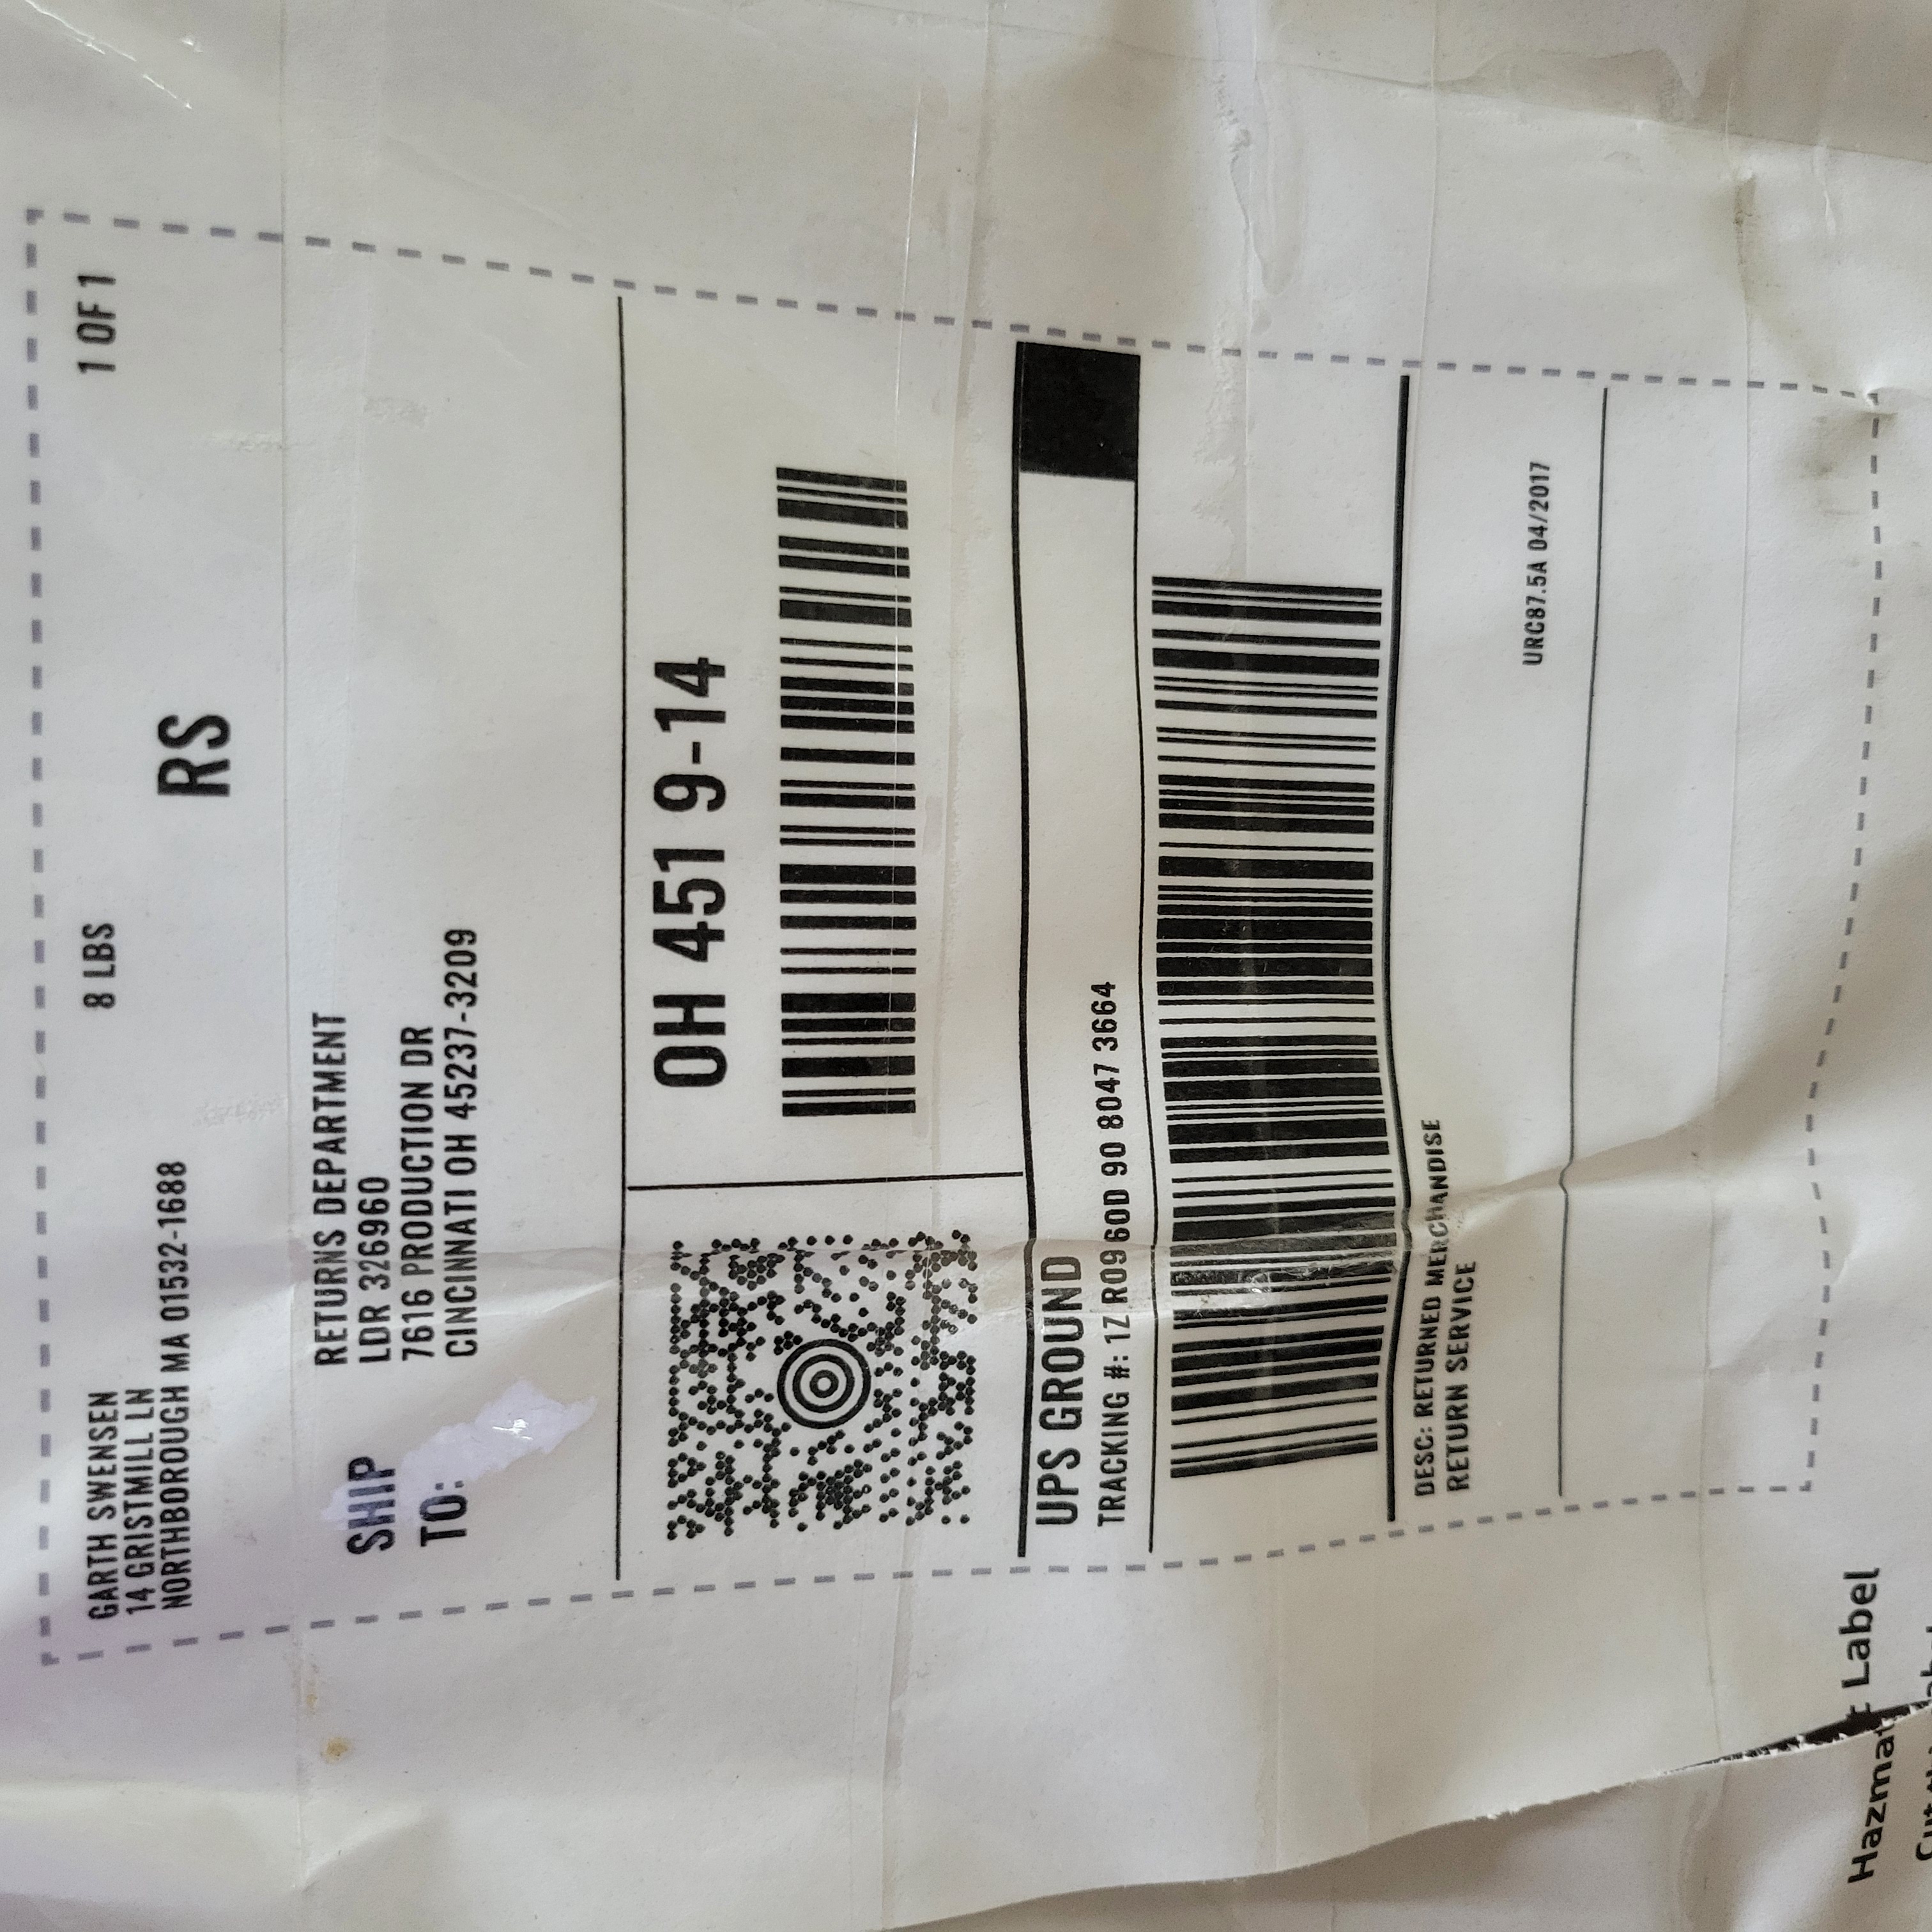 GARTH SWENSEN
14 GRISTMILL LN
NORTHBOROUGH MA 01532-1688
8 LBS
1 OF 1
RS
SHIP
TO:
RETURNS DEPARTMENT
LDR 326960
7616 PRODUCTION DR
CINCINNATI OH 45237-3209
OH 451 9-14
UPS GROUND
TRACKING #: 1Z R09 60D 90 8047 3664
DESC: RETURNED MERCHANDISE
RETURN SERVICE
URC87.5A 04/2017
Hazmat Label